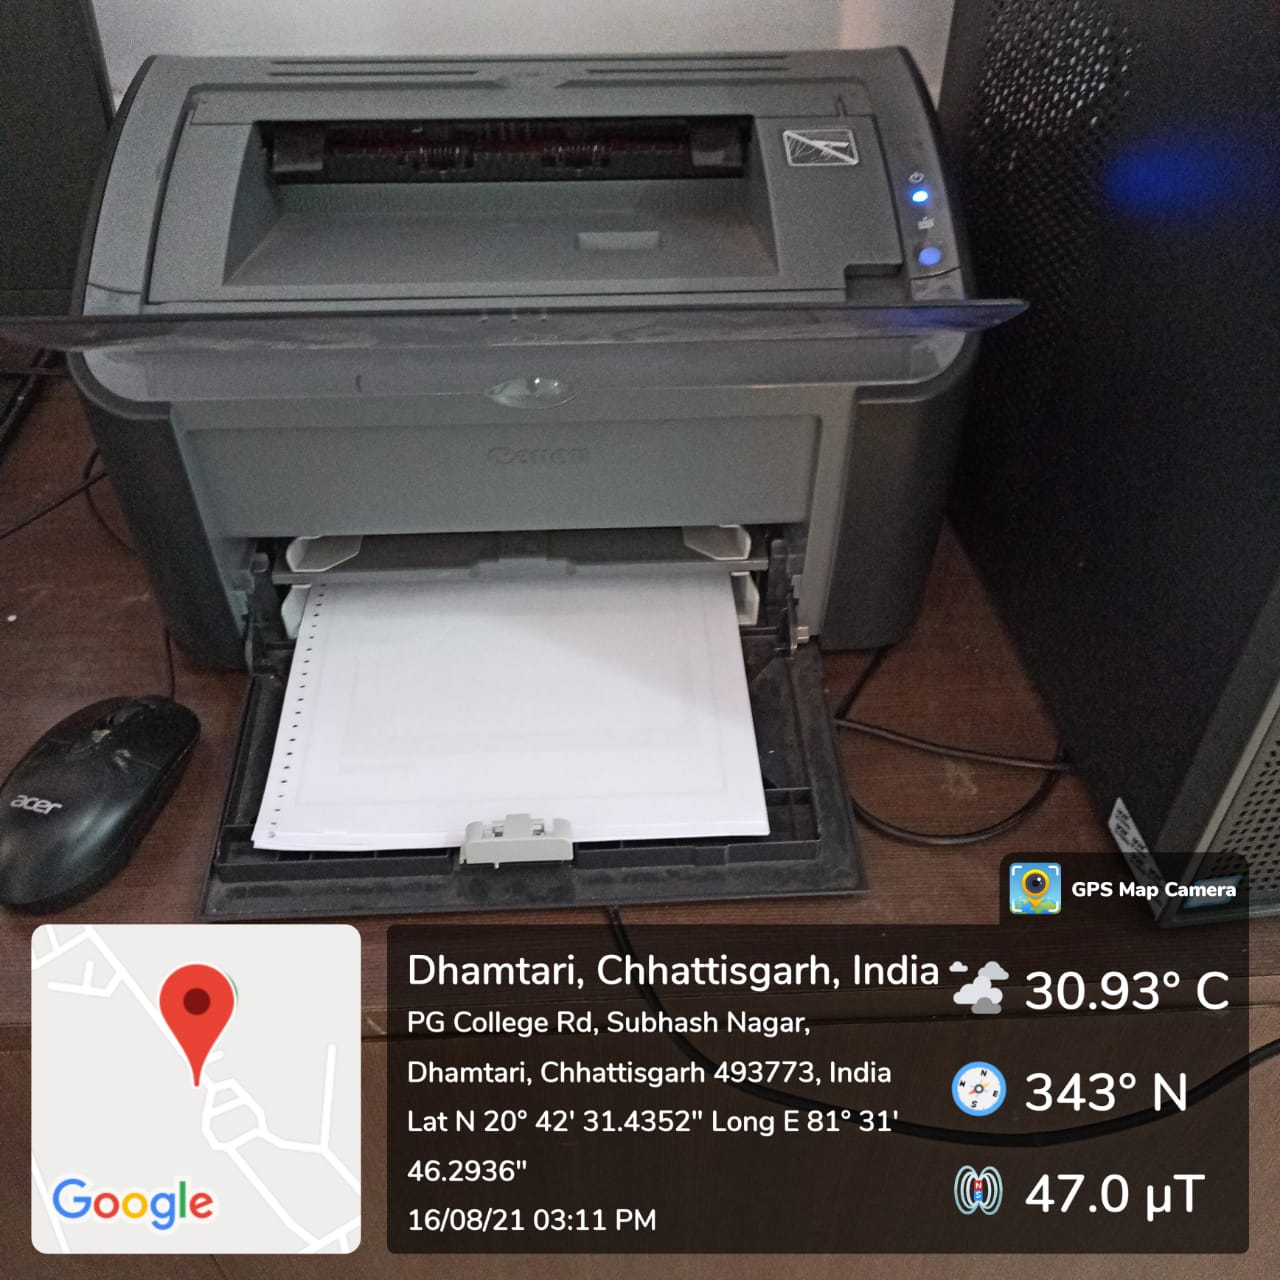 Canon
acer
GPS Map Camera
Dhamtari, Chhattisgarh, India
PG College Rd, Subhash Nagar,
Dhamtari, Chhattisgarh 493773, India
Lat N 20° 42' 31.4352" Long E 81° 31'
46.2936"
16/08/21 03:11 PM
30.93° C
343° N
47.0 µT
Google